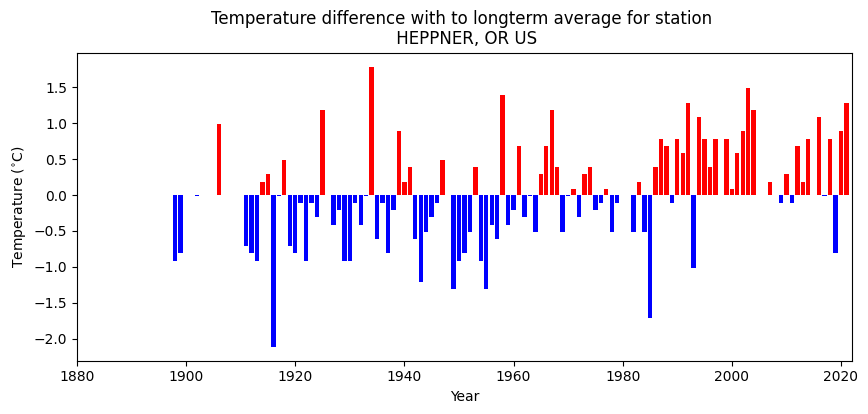 Temperature difference with to longterm average for station
HEPPNER, OR US
Temperature (°C)
1.5
1.0
0.5
0.0
−0.5
−1.0
−1.5
−2.0
1880 1900 1920 1940 1960 1980 2000 2020
Year